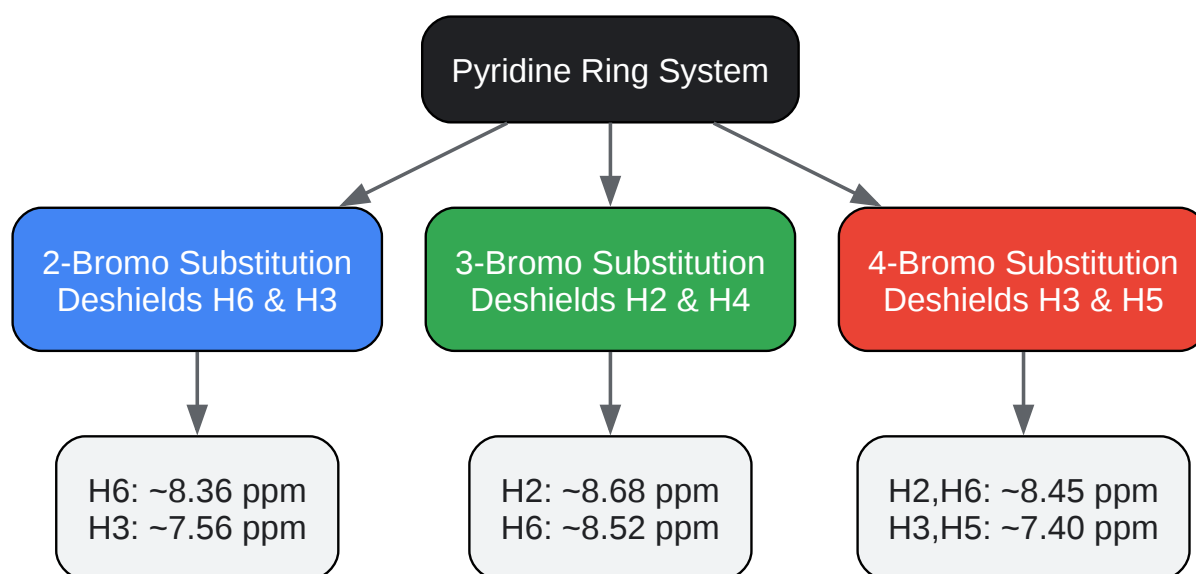 Pyridine Ring System
2-Bromo Substitution
Deshields H6 & H3
3-Bromo Substitution
Deshields H2 & H4
4-Bromo Substitution
Deshields H3 & H5
H6: ~8.36 ppm
H3: ~7.56 ppm
H2: ~8.68 ppm
H6: ~8.52 ppm
H2,H6: ~8.45 ppm
H3,H5: ~7.40 ppm